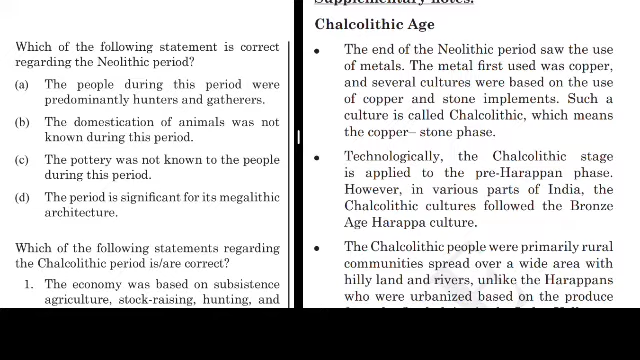 Which of the following statement is correct
regarding the Neolithic period?
(a) The people during this period were
predominantly hunters and gatherers.
(b) The domestication of animals was not
known during this period.
(c) The pottery was not known to the people
during this period.
(d) The period is significant for its megalithic
architecture.
Which of the following statements regarding
the Chalcolithic period is/are correct?
1. The economy was based on subsistence
agriculture, stock-raising, hunting, and
Supplementary notes:
Chalcolithic Age
• The end of the Neolithic period saw the use
of metals. The metal first used was copper,
and several cultures were based on the use
of copper and stone implements. Such a
culture is called Chalcolithic, which means
the copper– stone phase.
• Technologically, the Chalcolithic stage
is applied to the pre-Harappan phase.
However, in various parts of India, the
Chalcolithic cultures followed the Bronze
Age Harappa culture.
• The Chalcolithic people were primarily rural
communities spread over a wide area with
hilly land and rivers, unlike the Harappans
who were urbanized based on the produce